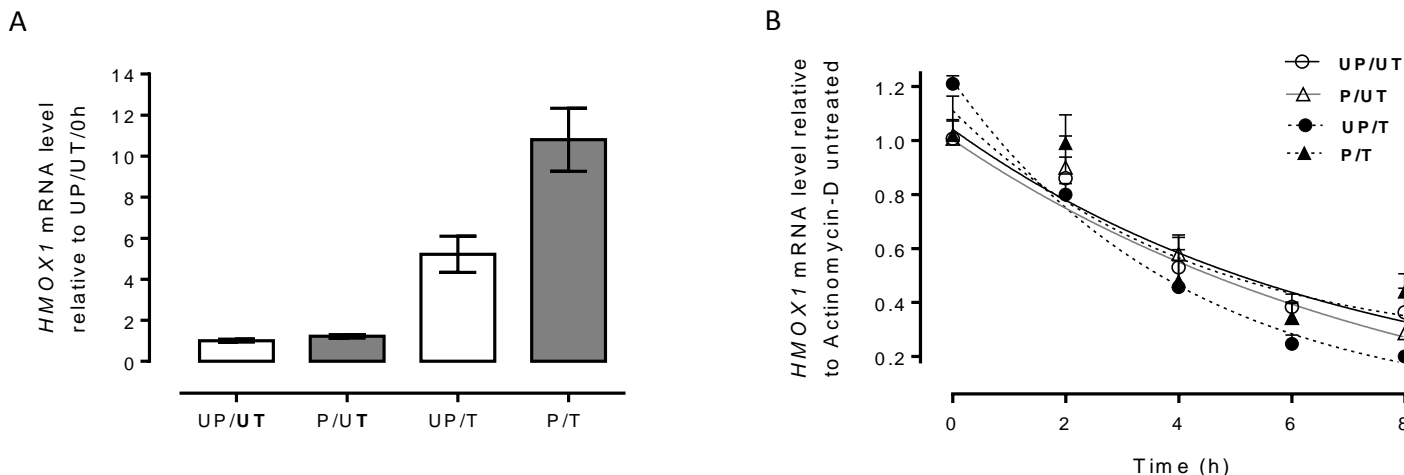 A
HMOX1 mRNA level
relative to UP/UT/0h
14
12
10
8
6
4
2
0
UP/UT
P/UT
UP/T
P/T
B
HMOX1 mRNA level relative
to Actinomycin-D untreated
1.2
1.0
0.8
0.6
0.4
0.2
0
2
4
6
8
Time (h)
UP/UT
P/UT
UP/T
P/T